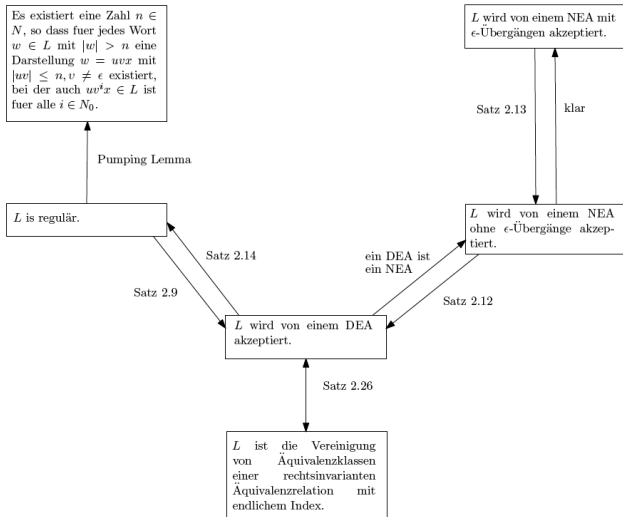 Es existiert eine Zahl n ∈
N, so dass fuer jedes Wort
w ∈ L mit |w| > n eine
Darstellung w = uvx mit
|uv| ≤ n, v ≠ ϵ existiert,
bei der auch uvⁱx ∈ L ist
fuer alle i ∈ N₀.
L wird von einem NEA mit
ϵ-Übergängen akzeptiert.
Satz 2.13
klar
Pumping Lemma
L is regulär.
L wird von einem NEA
ohne ϵ-Übergänge akzep-
tiert.
Satz 2.14
ein DEA ist
ein NEA
Satz 2.9
Satz 2.12
L wird von einem DEA
akzeptiert.
Satz 2.26
L ist die Vereinigung
von Äquivalenzklassen
einer rechtsinvarianten
Äquivalenzrelation mit
endlichem Index.